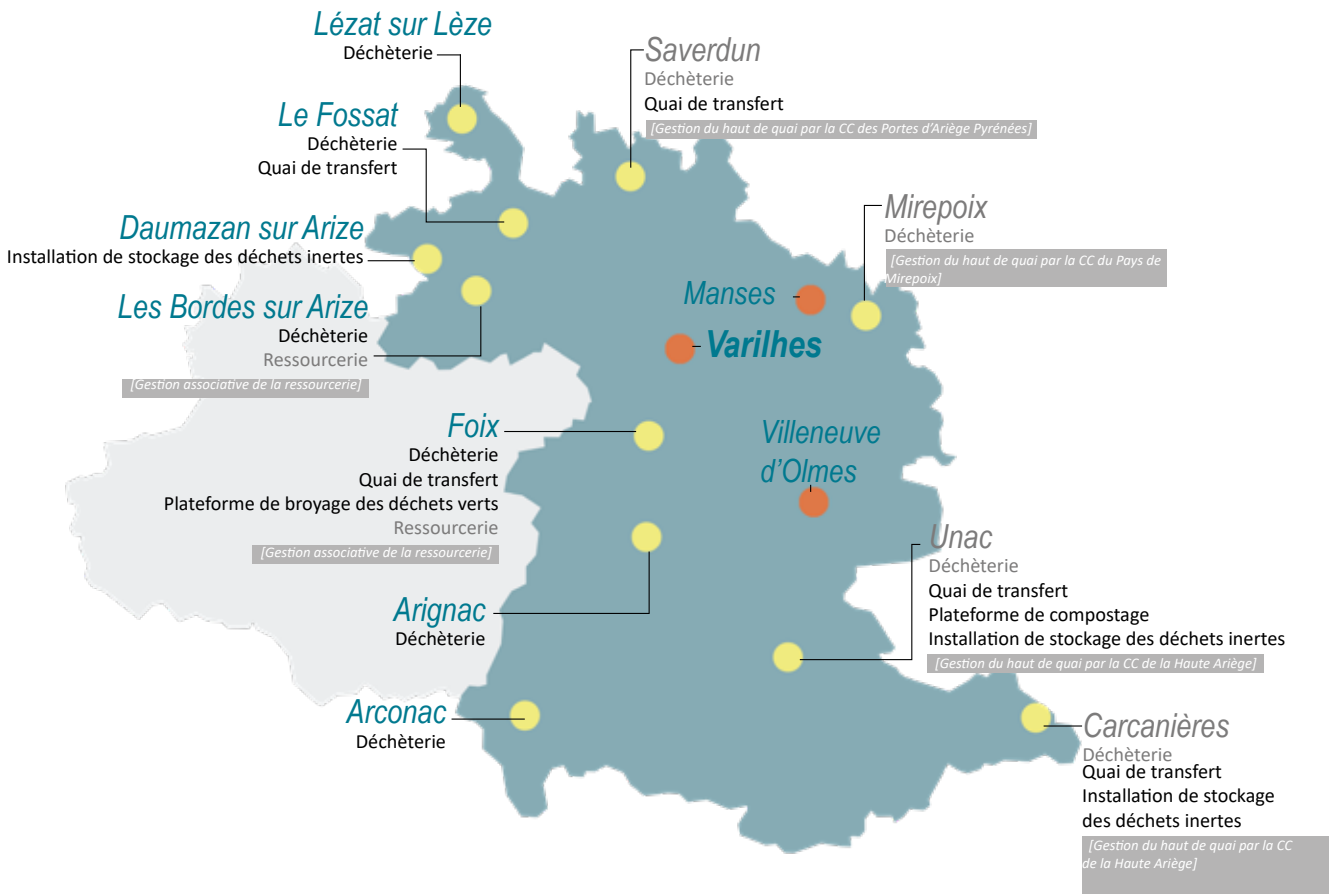 Lézat sur Lèze
Déchèterie
Saverdun
Déchèterie
Quai de transfert
[Gestion du haut de quai par la CC des Portes d'Ariège Pyrénées]
Le Fossat
Déchèterie
Quai de transfert
Daumazan sur Arize
Installation de stockage des déchets inertes
Mirepoix
Déchèterie
[Gestion du haut de quai par la CC du Pays de
Mirepoix]
Les Bordes sur Arize
Déchèterie
Ressourcerie
[Gestion associative de la ressourcerie]
Manses
Varilhes
Foix
Déchèterie
Quai de transfert
Plateforme de broyage des déchets verts
Ressourcerie
[Gestion associative de la ressourcerie]
Villeneuve
d'Olmes
Unac
Déchèterie
Quai de transfert
Plateforme de compostage
Installation de stockage des déchets inertes
[Gestion du haut de quai par la CC de la Haute Ariège]
Arignac
Déchèterie
Arconac
Déchèterie
Carcanières
Déchèterie
Quai de transfert
Installation de stockage
des déchets inertes
[Gestion du haut de quai par la CC
de la Haute Ariège]